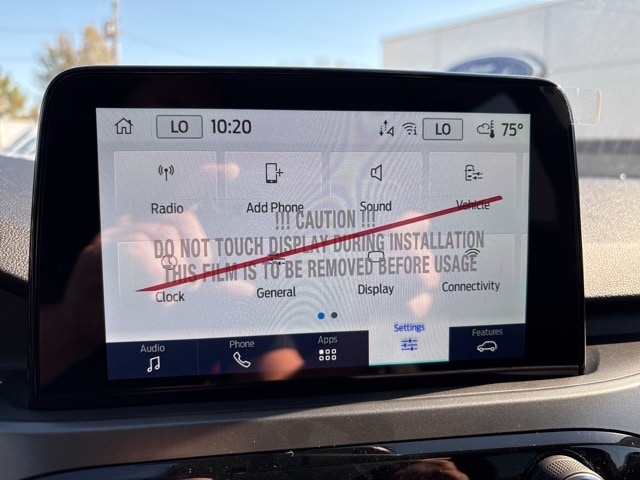 LO 10:20 LO 75°
Radio Add Phone Sound Vehicle
!!! CAUTION !!!
DO NOT TOUCH DISPLAY DURING INSTALLATION
THIS FILM IS TO BE REMOVED BEFORE USAGE
Clock General Display Connectivity
Audio Phone Apps Settings Features